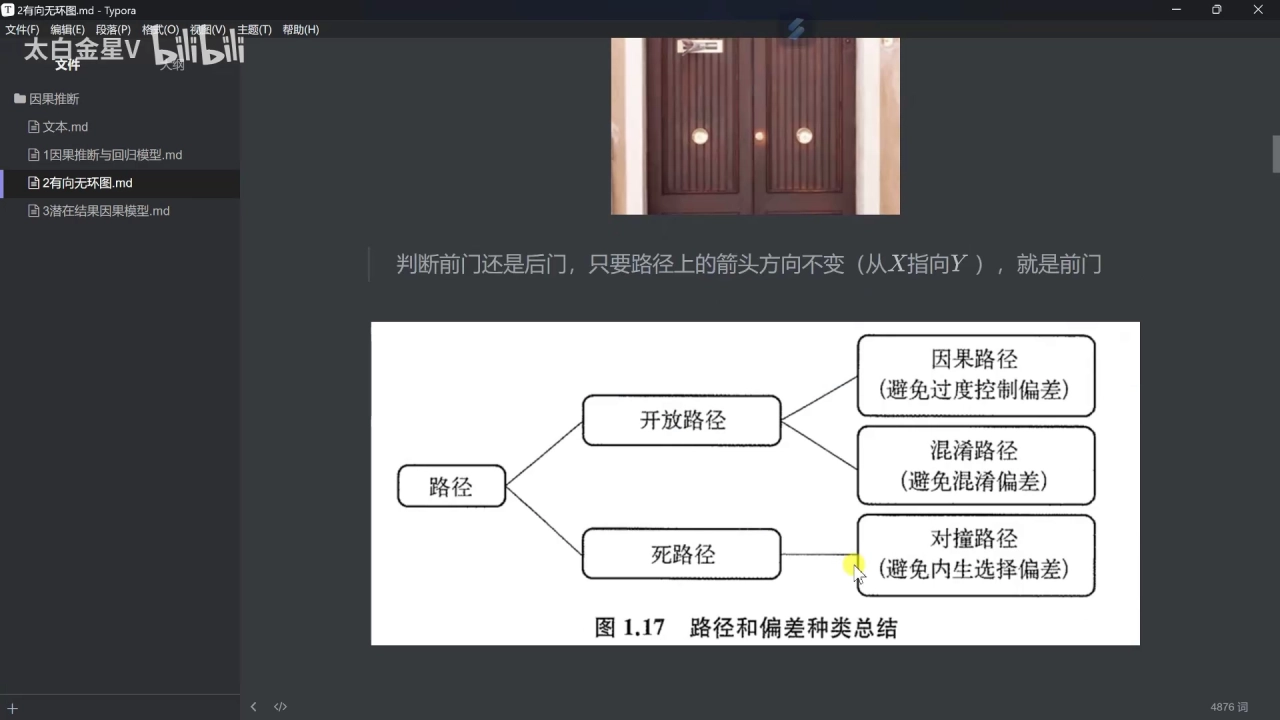 2有向无环图.md - Typora
文件(F) 编辑(E) 段落(P) 格式(O) 视图(V) 主题(T) 帮助(H)
太白金星V bilibili
文件 大纲
因果推断
文本.md
1因果推断与回归模型.md
2有向无环图.md
3潜在结果因果模型.md
判断前门还是后门，只要路径上的箭头方向不变（从X指向Y ），就是前门
因果路径
(避免过度控制偏差)
开放路径
混淆路径
(避免混淆偏差)
路径
对撞路径
死路径
(避免内生选择偏差)
图 1.17 路径和偏差种类总结
4876 词